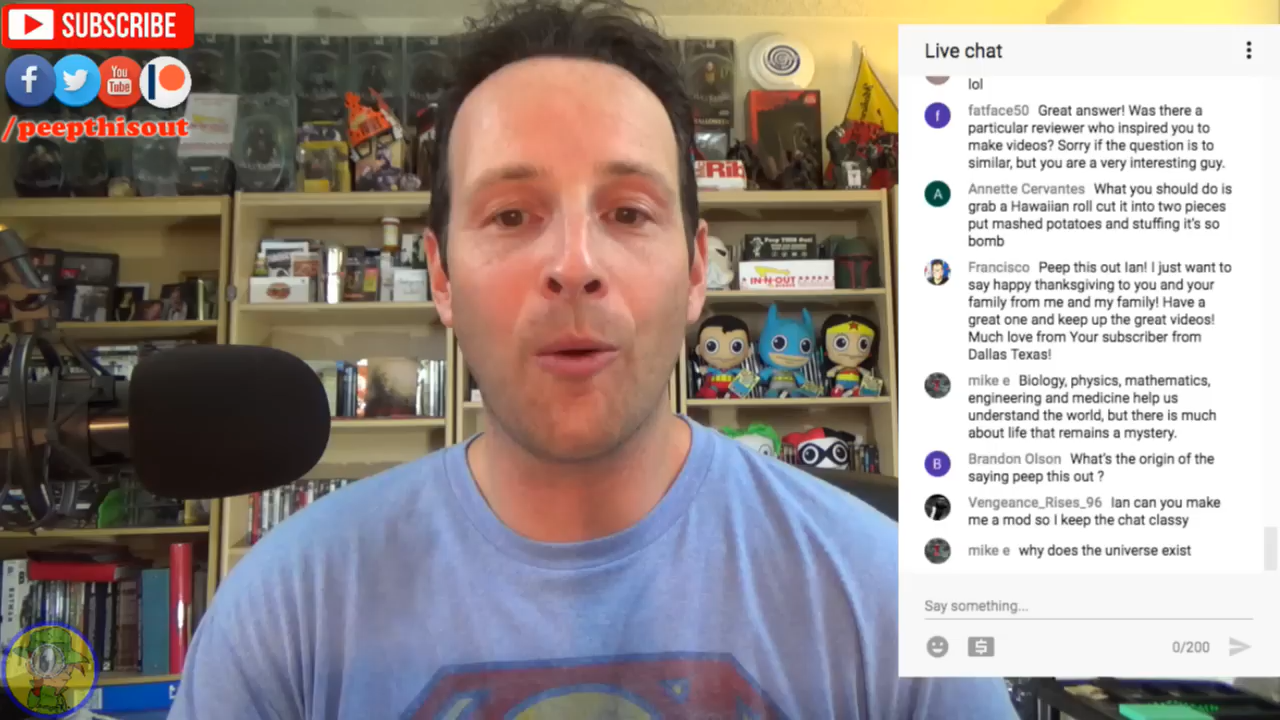 SUBSCRIBE
You
Tube
/peepthisout
Live chat
lol
fatface50 Great answer! Was there a
particular reviewer who inspired you to
make videos? Sorry if the question is to
similar, but you are a very interesting guy.
Annette Cervantes What you should do is
grab a Hawaiian roll cut it into two pieces
put mashed potatoes and stuffing it's so
bomb
Francisco Peep this out Ian! I just want to
say happy thanksgiving to you and your
family from me and my family! Have a
great one and keep up the great videos!
Much love from Your subscriber from
Dallas Texas!
mike e Biology, physics, mathematics,
engineering and medicine help us
understand the world, but there is much
about life that remains a mystery.
Brandon Olson What's the origin of the
saying peep this out ?
Vengeance_Rises_96 Ian can you make
me a mod so I keep the chat classy
mike e why does the universe exist
Say something...
0/200
Rib
Peep THIS Out!
IN-N-OUT
BATMAN